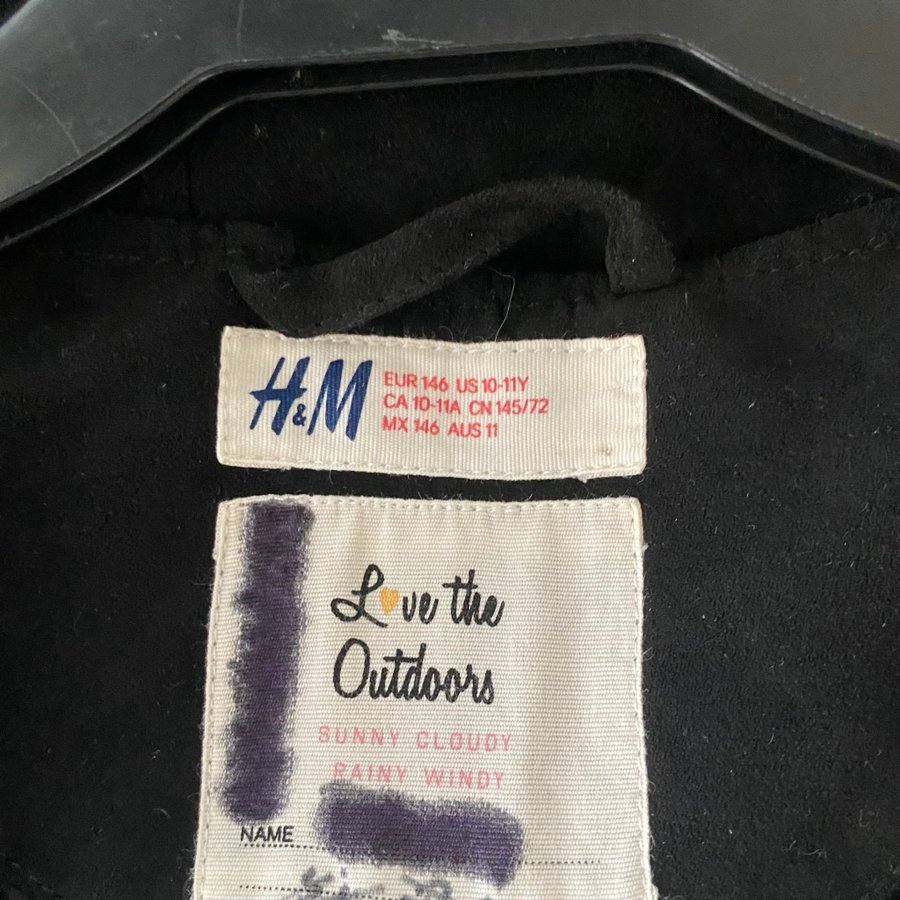 H&M
EUR 146 US 10-11Y
CA 10-11A CN 145/72
MX 146 AUS 11
Love the
Outdoors
SUNNY CLOUDY
RAINY WINDY
NAME